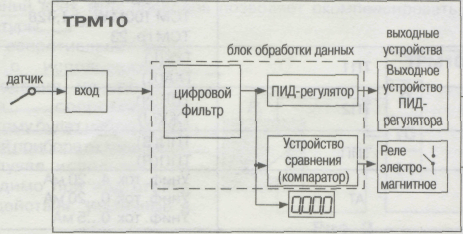 ТРМ10
выходные
устройства
блок обработки данных
датчик
вход
цифровой
фильтр
ПИД-регулятор
Выходное
устройство
ПИД-
регулятора
Устройство
сравнения
(компаратор)
Реле
электро-
магнитное
0000